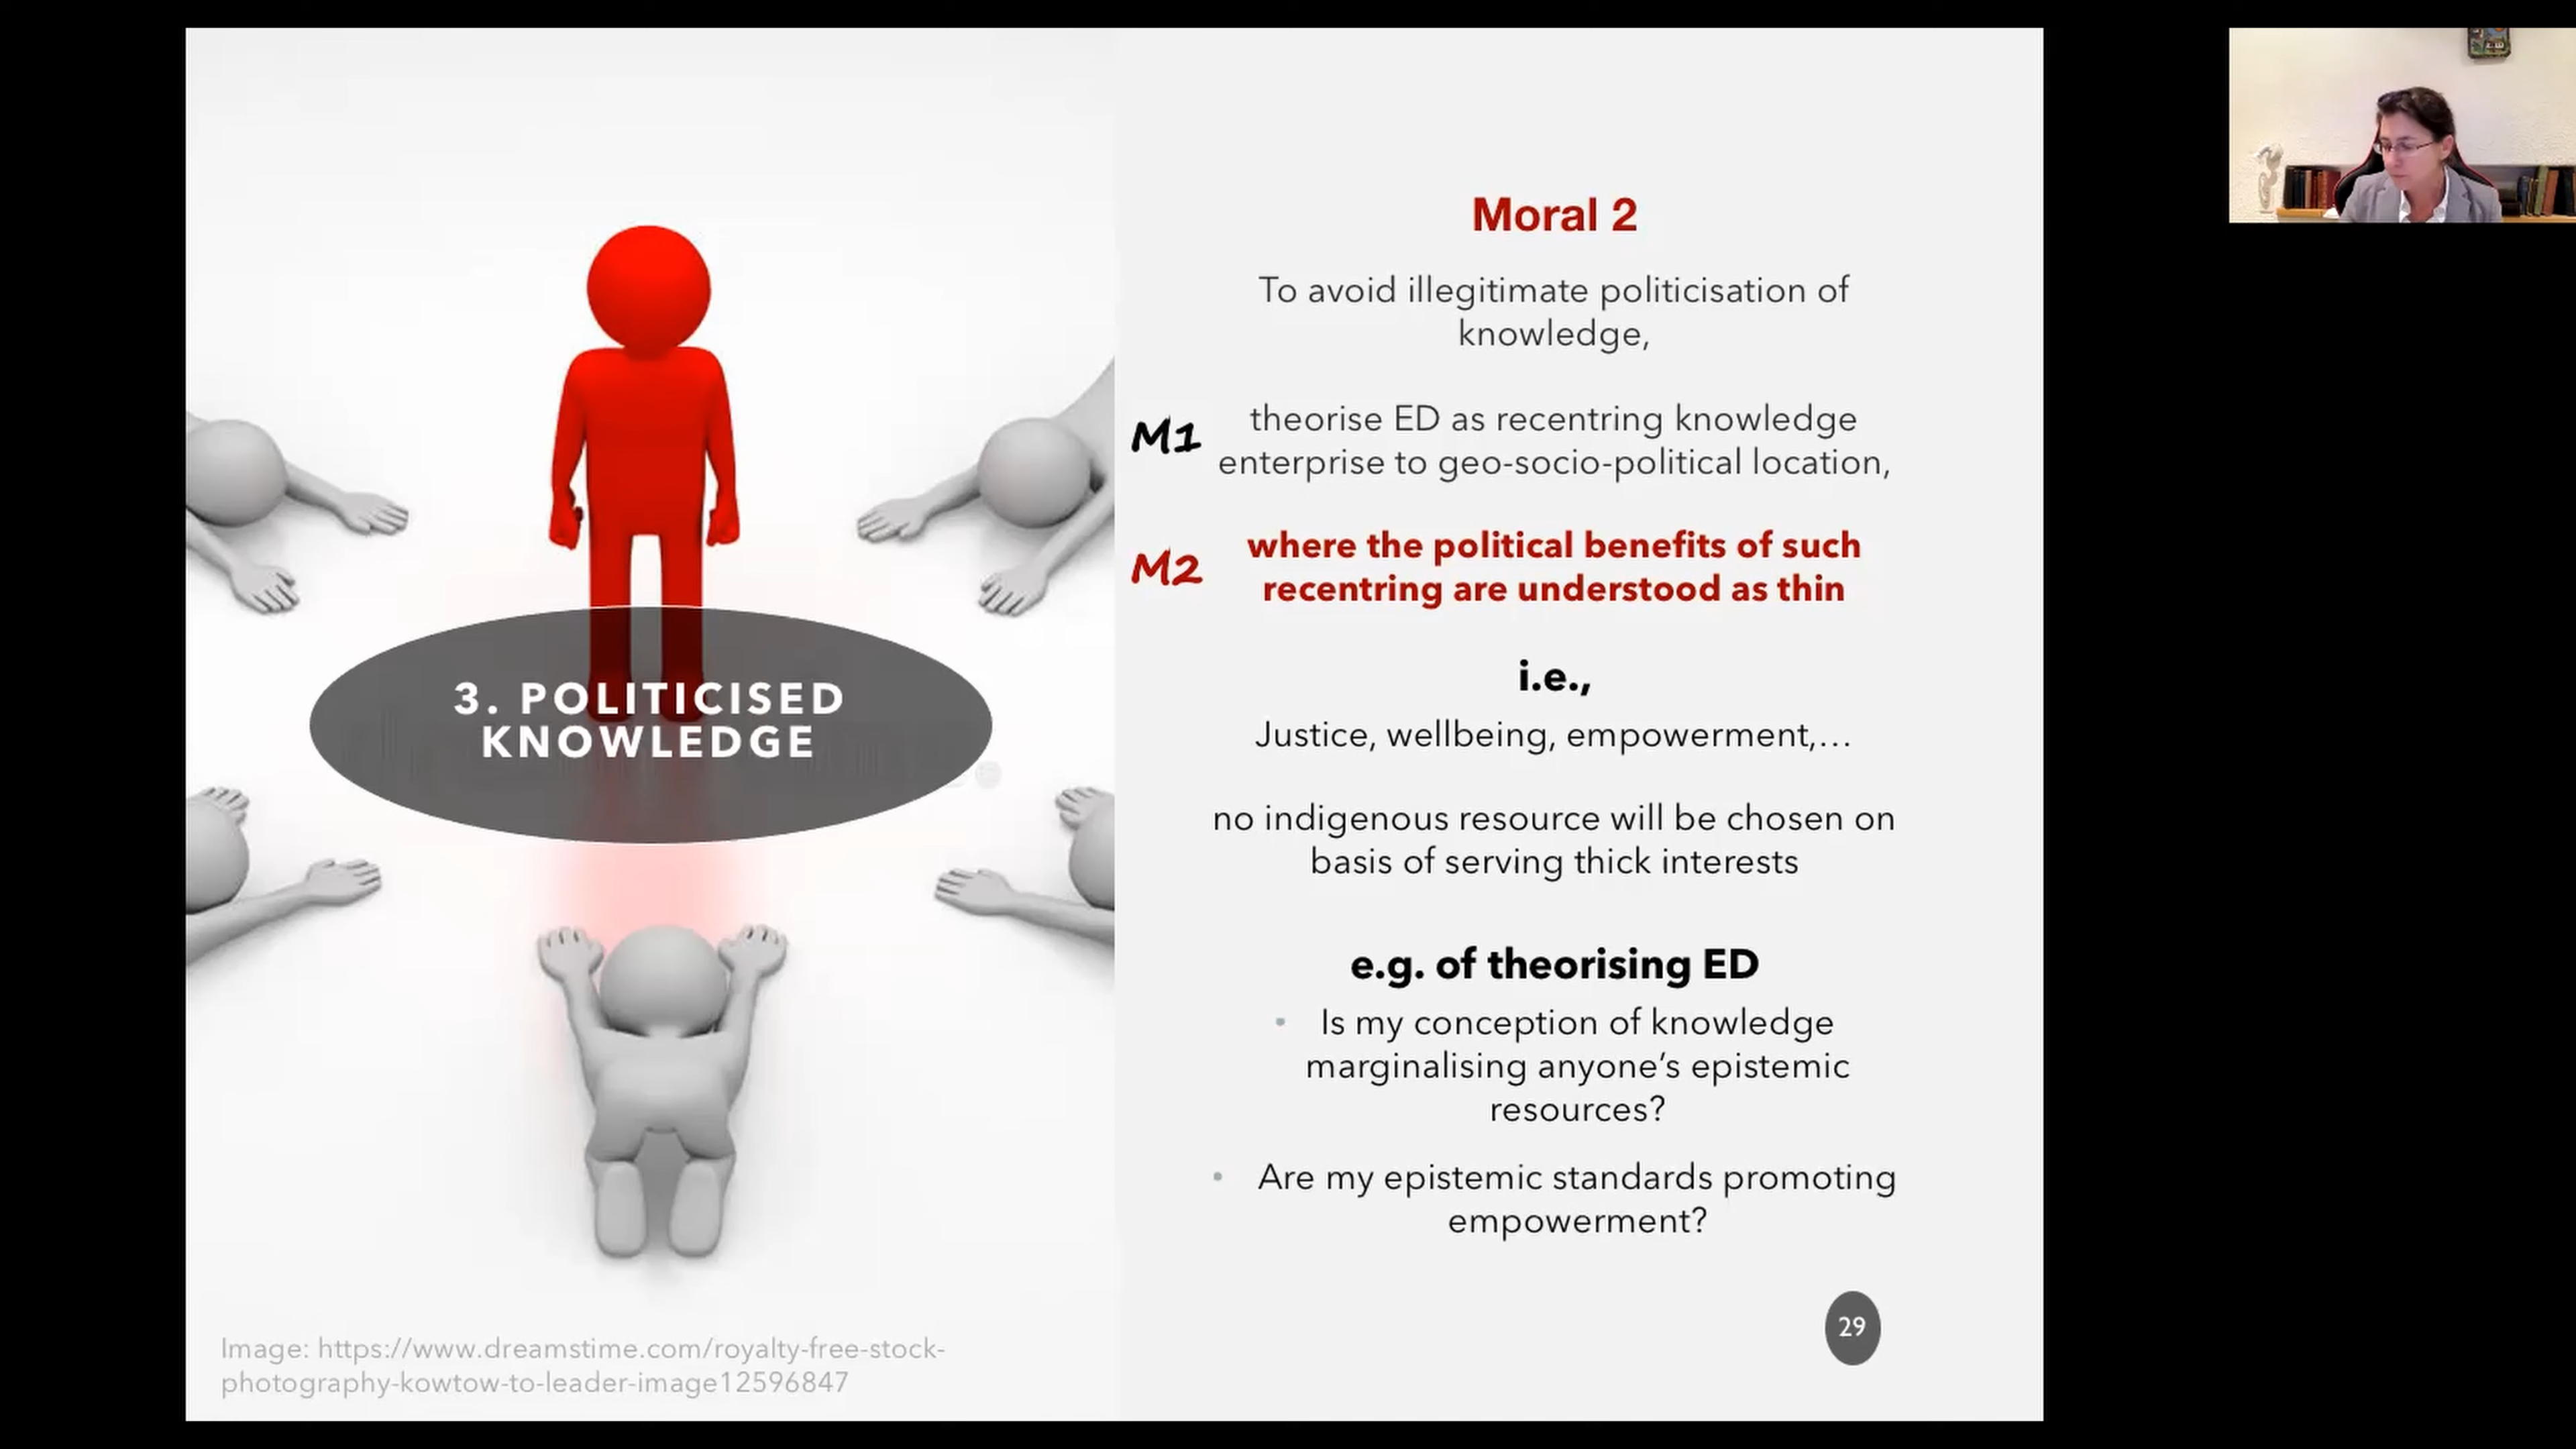 3. POLITICISED
KNOWLEDGE
Image: https://www.dreamstime.com/royalty-free-stock-
photography-kowtow-to-leader-image12596847
Moral 2
To avoid illegitimate politicisation of
knowledge,
M1
theorise ED as recentring knowledge
enterprise to geo-socio-political location,
M2
where the political benefits of such
recentring are understood as thin
i.e.,
Justice, wellbeing, empowerment,...
no indigenous resource will be chosen on
basis of serving thick interests
e.g. of theorising ED
• Is my conception of knowledge
marginalising anyone’s epistemic
resources?
• Are my epistemic standards promoting
empowerment?
29